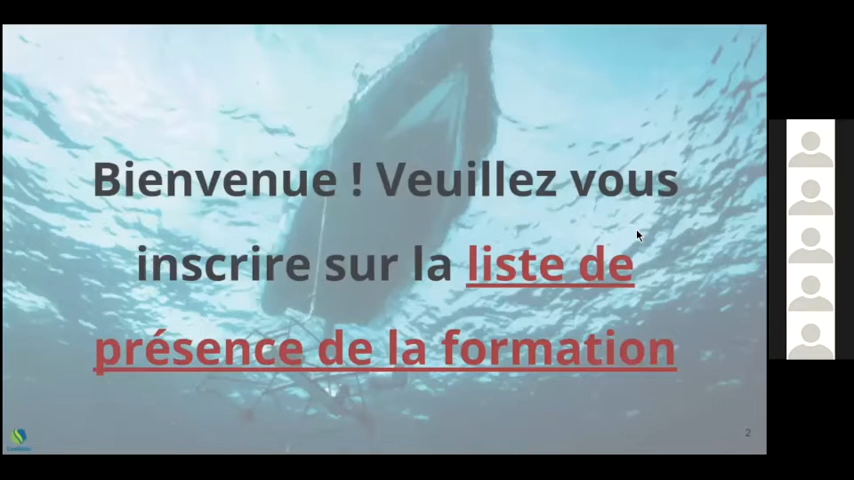 Bienvenue ! Veuillez vous
inscrire sur la liste de
présence de la formation
2